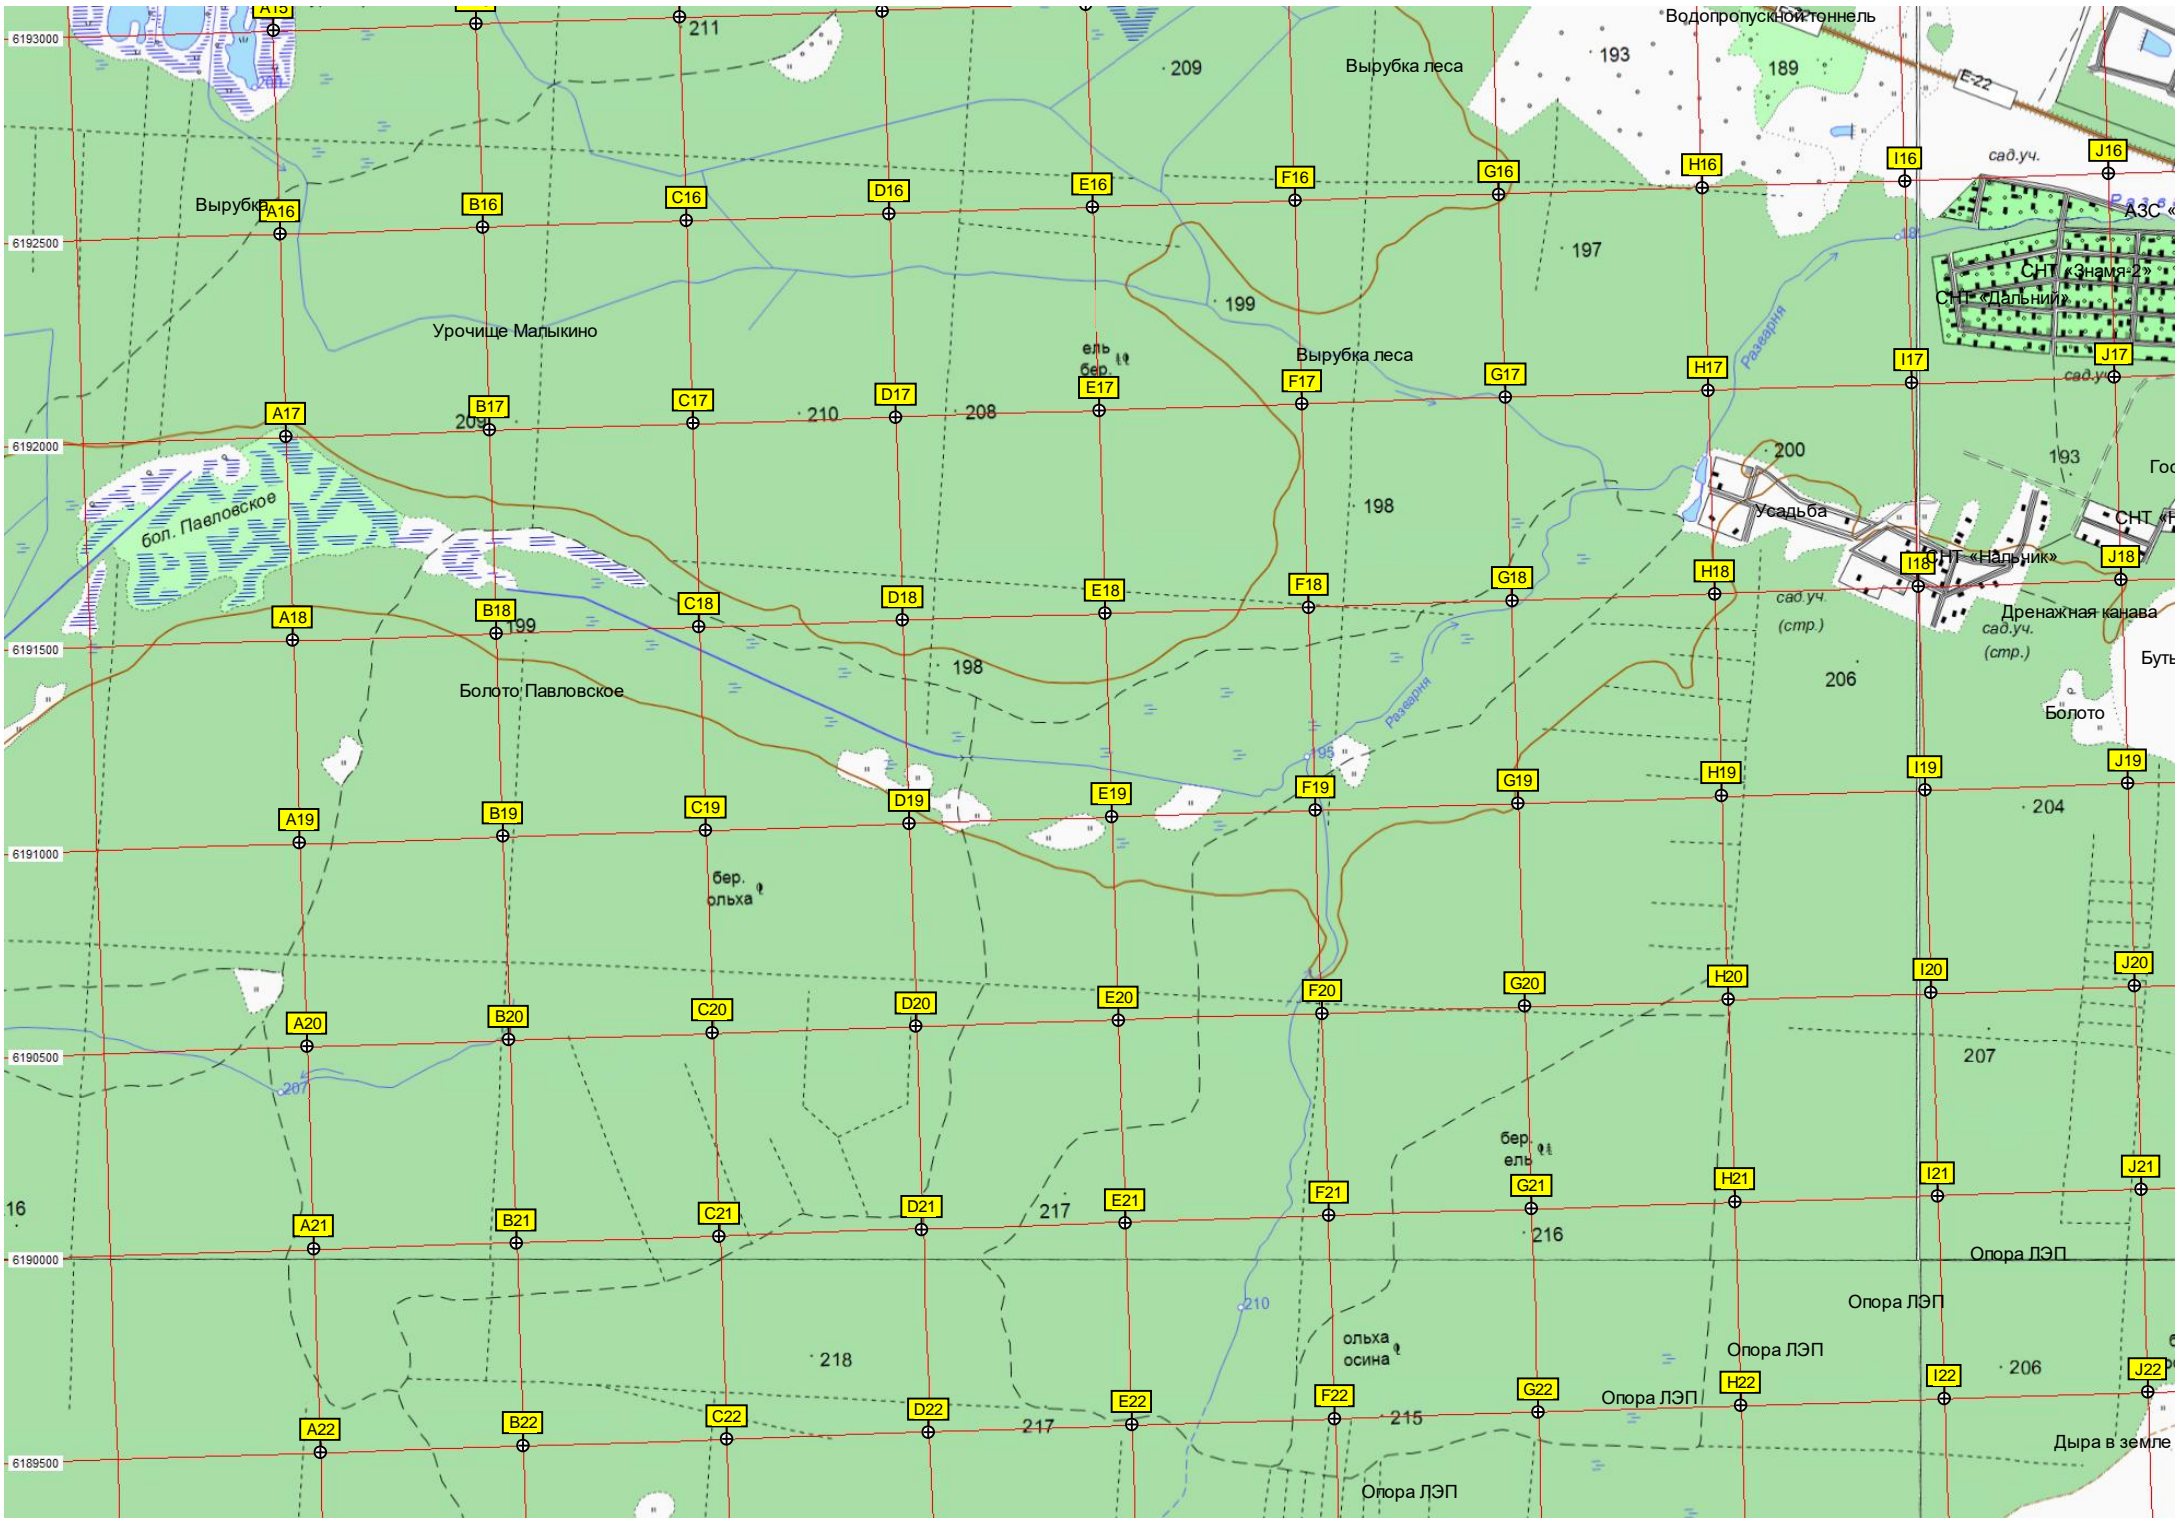 A15
211
Водопропускной тоннель
6193000
209
Вырубка леса
193
189
E-22
A16
B16
C16
D16
E16
F16
G16
H16
I16
J16
сад.уч.
Вырубка
АЗС «
6192500
197
СНТ «Знамя-2»
СНТ «Дальний»
199
Урочище Малыкино
Разварня
ель
бер.
Вырубка леса
A17
B17
C17
D17
E17
F17
G17
H17
I17
J17
209
210
208
6192000
200
193
бол. Павловское
198
Усадьба
СНТ «Нальчик»
A18
B18
C18
D18
E18
F18
G18
H18
I18
J18
199
сад.уч.
(стр.)
Дренажная канава
сад.уч.
(стр.)
6191500
198
206
Болото Павловское
Разварня
Болото
195
A19
B19
C19
D19
E19
F19
G19
H19
I19
J19
204
6191000
бер.
ольха
A20
B20
C20
D20
E20
F20
G20
H20
I20
J20
6190500
207
207
бер.
ель
A21
B21
C21
D21
E21
F21
G21
H21
I21
J21
16
217
216
6190000
Опора ЛЭП
210
Опора ЛЭП
ольха
осина
Опора ЛЭП
218
206
A22
B22
C22
D22
E22
F22
G22
H22
I22
J22
Опора ЛЭП
217
215
6189500
Дыра в земле
Опора ЛЭП